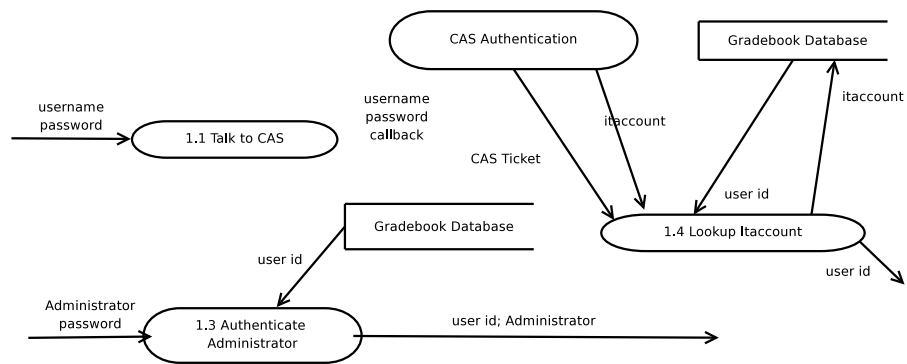 CAS Authentication
Gradebook Database
username
password
1.1 Talk to CAS
username
password
callback
itaccount
itaccount
CAS Ticket
user id
Gradebook Database
1.4 Lookup Itaccount
user id
user id
Administrator
password
1.3 Authenticate
Administrator
user id; Administrator